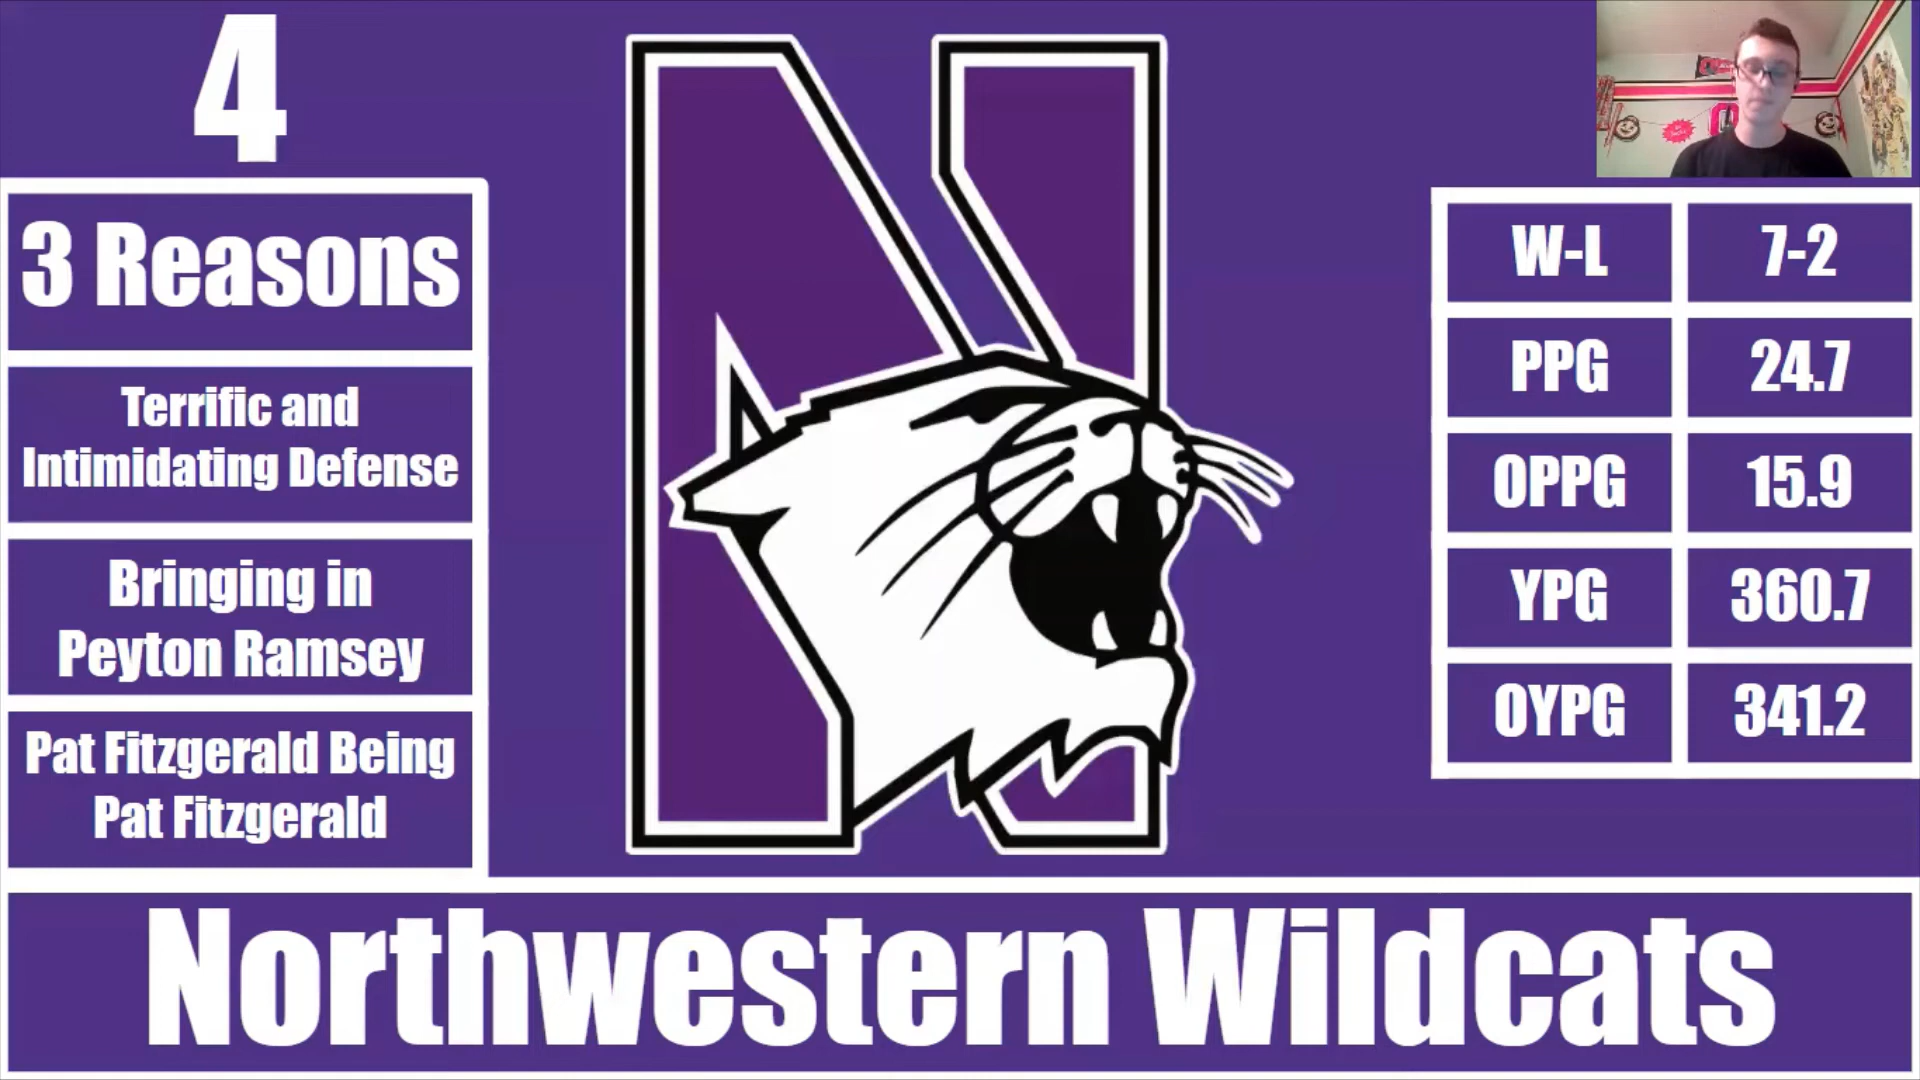 4
3 Reasons
Terrific and
Intimidating Defense
Bringing in
Peyton Ramsey
Pat Fitzgerald Being
Pat Fitzgerald
N
W-L 7-2
PPG 24.7
OPPG 15.9
YPG 360.7
OYPG 341.2
Northwestern Wildcats